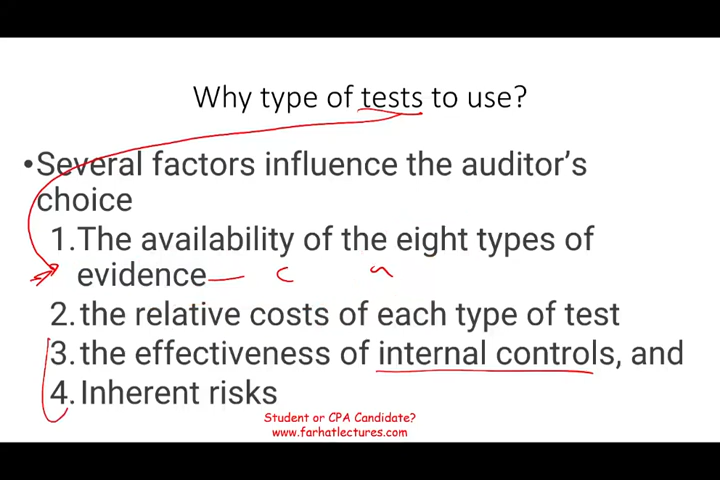 Why type of tests to use?
•Several factors influence the auditor's
choice
1.The availability of the eight types of
evidence
2. the relative costs of each type of test
3. the effectiveness of internal controls, and
4. Inherent risks
Student or CPA Candidate?
www.farhatlectures.com